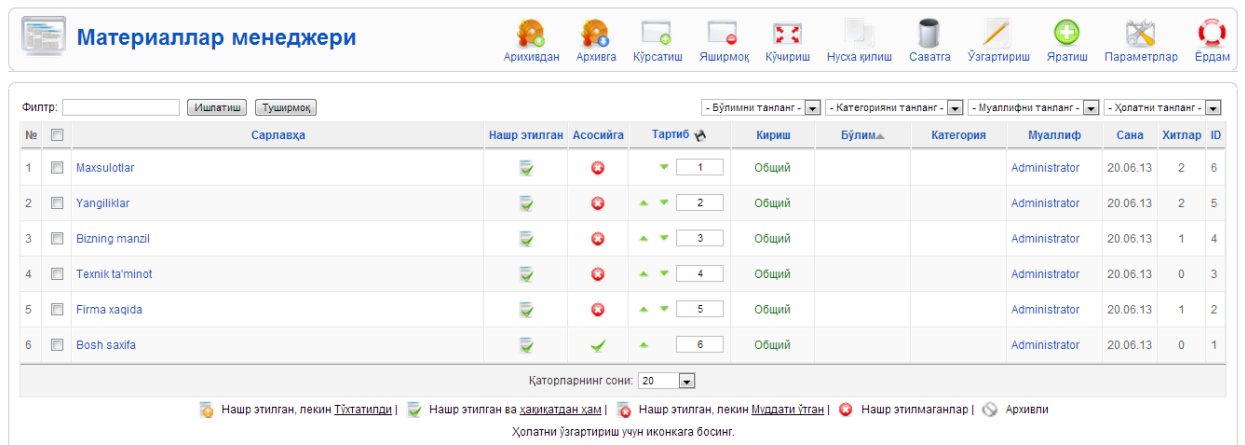 Материаллар менеджери
Архивдан Архивга Кўрсатиш Яширмоқ Кўчириш Нусха қилиш Саватга Ўзгартириш Яратиш Параметрлар Ёрдам
Филтр: Ишлатиш Туширмоқ - Бўлимни танланг - - Категорияни танланг - - Муаллифни танланг - - Ҳолатни танланг -
№ Сарлавҳа Нашр этилган Асосийга Тартиб Кириш Бўлим Категория Муаллиф Сана Хитлар ID
1 Maxsulotlar 1 Общий Administrator 20.06.13 2 6
2 Yangiliklar 2 Общий Administrator 20.06.13 2 5
3 Bizning manzil 3 Общий Administrator 20.06.13 1 4
4 Texnik ta'minot 4 Общий Administrator 20.06.13 0 3
5 Firma xaqida 5 Общий Administrator 20.06.13 1 2
6 Bosh saxifa 6 Общий Administrator 20.06.13 0 1
Қаторларнинг сони: 20
Нашр этилган, лекин Тўхтатилди | Нашр этилган ва ҳақиқатдан ҳам | Нашр этилган, лекин Муддати ўтган | Нашр этилмаганлар | Архивли
Ҳолатни ўзгартириш учун иконкага босинг.